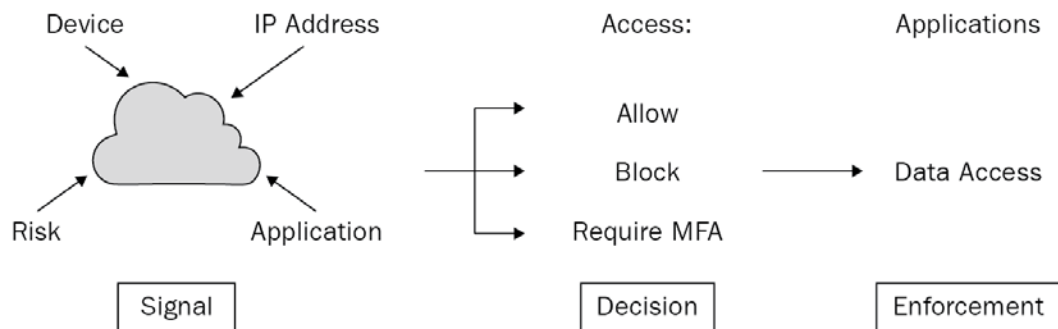 Device
IP Address
Access:
Applications
Allow
Block
Data Access
Risk
Application
Require MFA
Signal
Decision
Enforcement